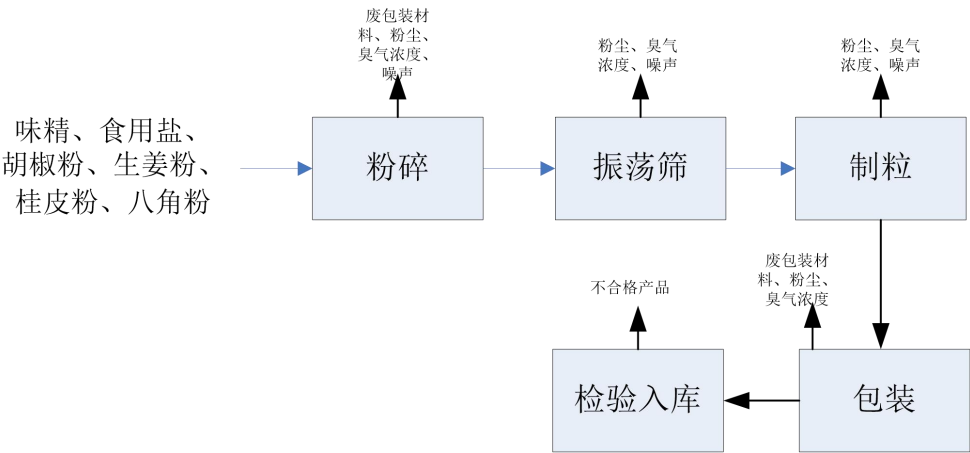 废包装材
料、粉尘、
臭气浓度、
噪声
粉尘、臭气
浓度、噪声
粉尘、臭气
浓度、噪声
味精、食用盐、
胡椒粉、生姜粉、
桂皮粉、八角粉
粉碎
振荡筛
制粒
废包装材
料、粉尘、
臭气浓度
不合格产品
检验入库
包装